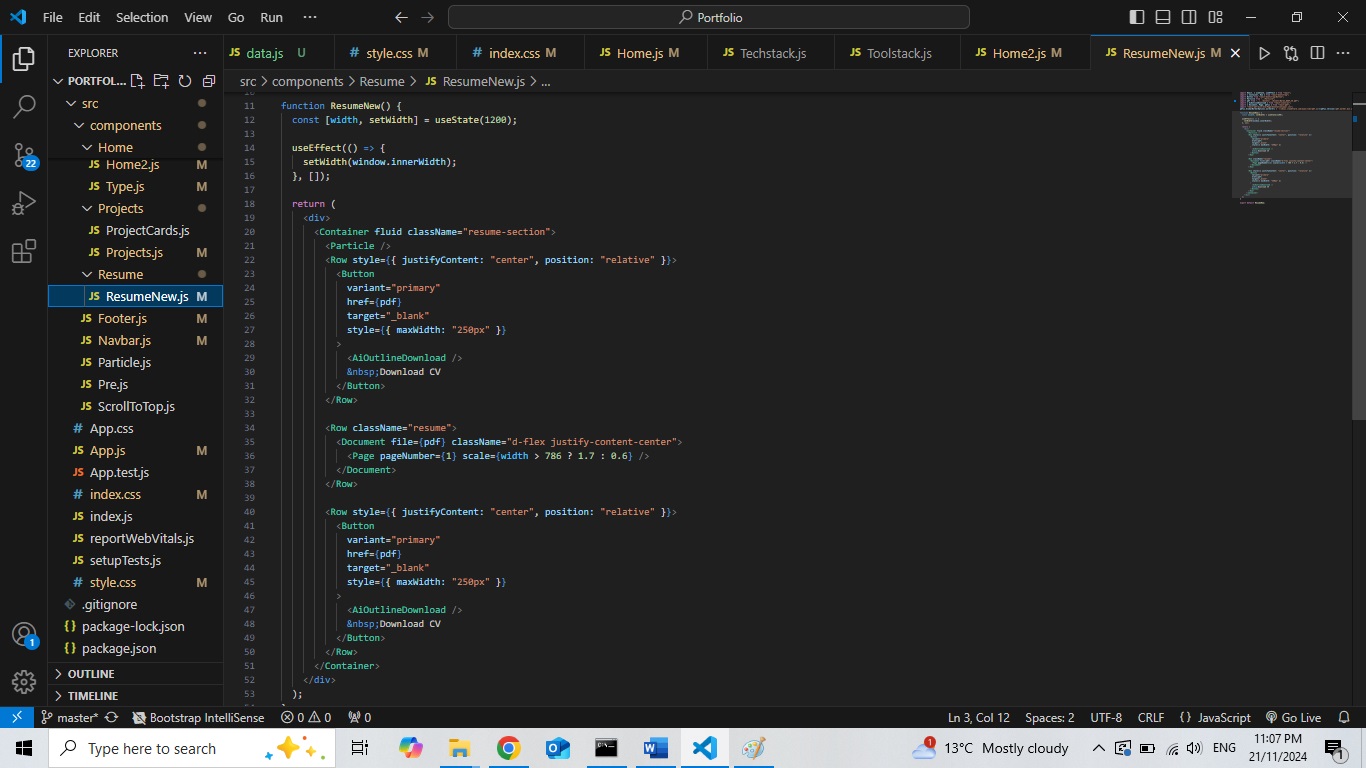 File Edit Selection View Go Run ···
Portfolio
EXPLORER ···
PORTFOL...
src
components
Home
JS Home2.js M
JS Type.js M
Projects
JS ProjectCards.js
JS Projects.js M
Resume
JS ResumeNew.js M
JS Footer.js M
JS Navbar.js M
JS Particle.js
JS Pre.js
JS ScrollToTop.js
# App.css
JS App.js M
JS App.test.js
# index.css M
JS index.js
JS reportWebVitals.js
JS setupTests.js
# style.css M
.gitignore
{} package-lock.json
{} package.json
OUTLINE
TIMELINE
22
1
JS data.js U # style.css M # index.css M JS Home.js M JS Techstack.js JS Toolstack.js JS Home2.js M JS ResumeNew.js M
src > components > Resume > JS ResumeNew.js > ...
11 function ResumeNew() {
12 const [width, setWidth] = useState(1200);
13
14 useEffect(() => {
15 setWidth(window.innerWidth);
16 }, []);
17
18 return (
19 <div>
20 <Container fluid className="resume-section">
21 <Particle />
22 <Row style={{ justifyContent: "center", position: "relative" }}>
23 <Button
24 variant="primary"
25 href={pdf}
26 target="_blank"
27 style={{ maxWidth: "250px" }}
28 >
29 <AiOutlineDownload />
30 &nbsp;Download CV
31 </Button>
32 </Row>
33
34 <Row className="resume">
35 <Document file={pdf} className="d-flex justify-content-center">
36 <Page pageNumber={1} scale={width > 786 ? 1.7 : 0.6} />
37 </Document>
38 </Row>
39
40 <Row style={{ justifyContent: "center", position: "relative" }}>
41 <Button
42 variant="primary"
43 href={pdf}
44 target="_blank"
45 style={{ maxWidth: "250px" }}
46 >
47 <AiOutlineDownload />
48 &nbsp;Download CV
49 </Button>
50 </Row>
51 </Container>
52 </div>
53 );
master* Bootstrap IntelliSense 0 0 0 Ln 3, Col 12 Spaces: 2 UTF-8 CRLF {} JavaScript Go Live
Type here to search
1 13°C Mostly cloudy ENG 11:07 PM
21/11/2024
1